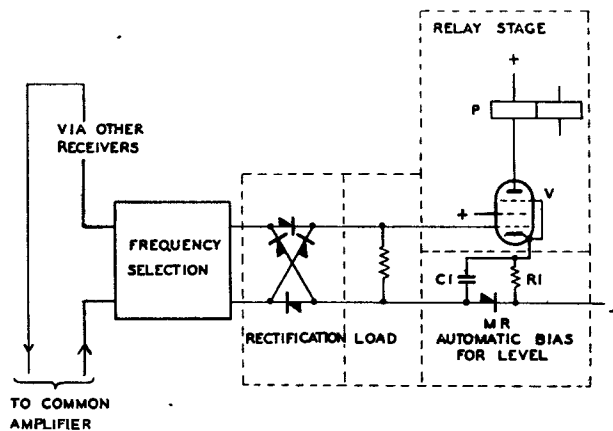 RELAY STAGE
+
P
VIA OTHER
RECEIVERS
V
+
FREQUENCY
SELECTION
C1
R1
-
MR
RECTIFICATION
LOAD
AUTOMATIC BIAS
FOR LEVEL
TO COMMON
AMPLIFIER